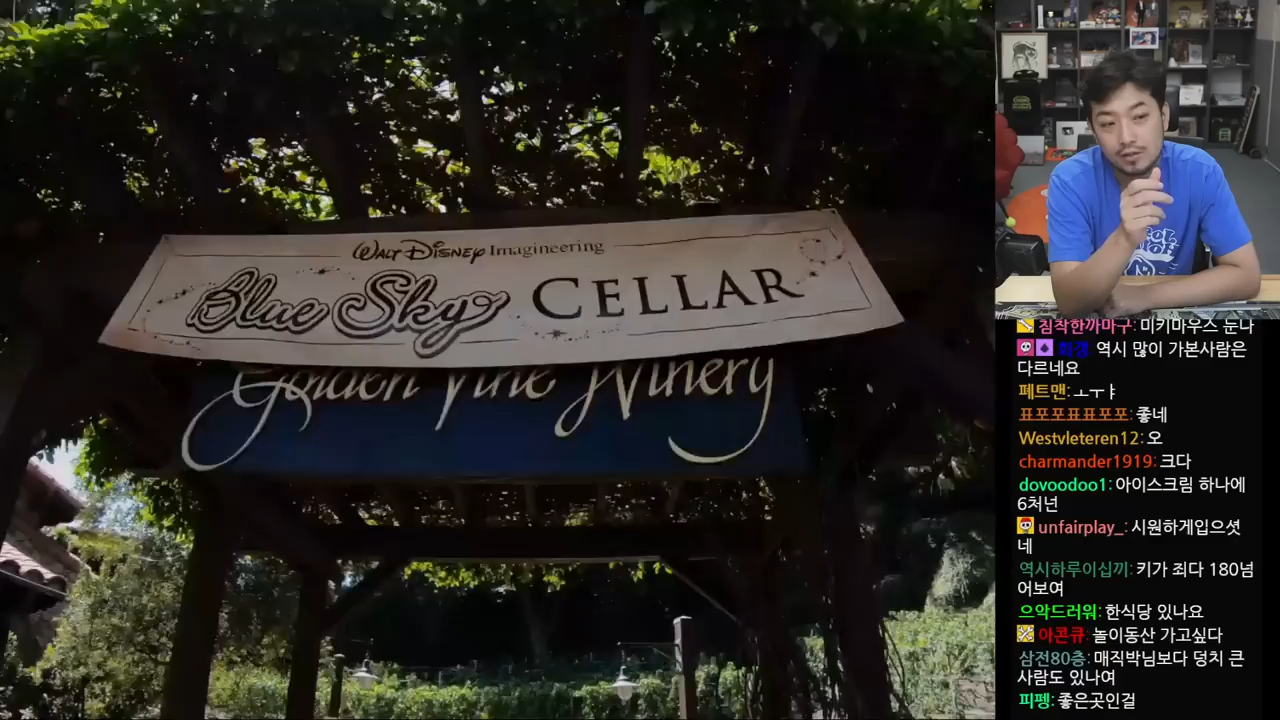 WALT DISNEY Imagineering
Blue Sky CELLAR
Golden Vine Winery
침착한까마구: 미키마우스 눈나
역시 많이 가본사람은
다르네요
페트맨: ㅗㅜㅑ
표포포표표포포: 좋네
Westvleteren12: 오
charmander1919: 크다
dovoodoo1: 아이스크림 하나에
6처넌
unfairplay_: 시원하게입으셧
네
역시하루이십끼: 키가 죄다 180넘
어보여
으악드러워: 한식당 있나요
아콘큐: 놀이동산 가고싶다
삼전80층: 매직박님보다 덩치 큰
사람도 있나여
피펭: 좋은곳인걸